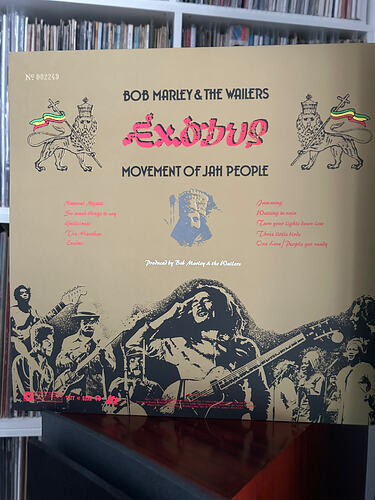 Nº 002249
BOB MARLEY & THE WAILERS
EXODUS
MOVEMENT OF JAH PEOPLE
Natural Mystic
So much things to say
Guiltiness
The Heathen
Exodus
Jamming
Waiting in vain
Turn your lights down low
Three little birds
One Love/People get ready
Produced by Bob Marley & the Wailers